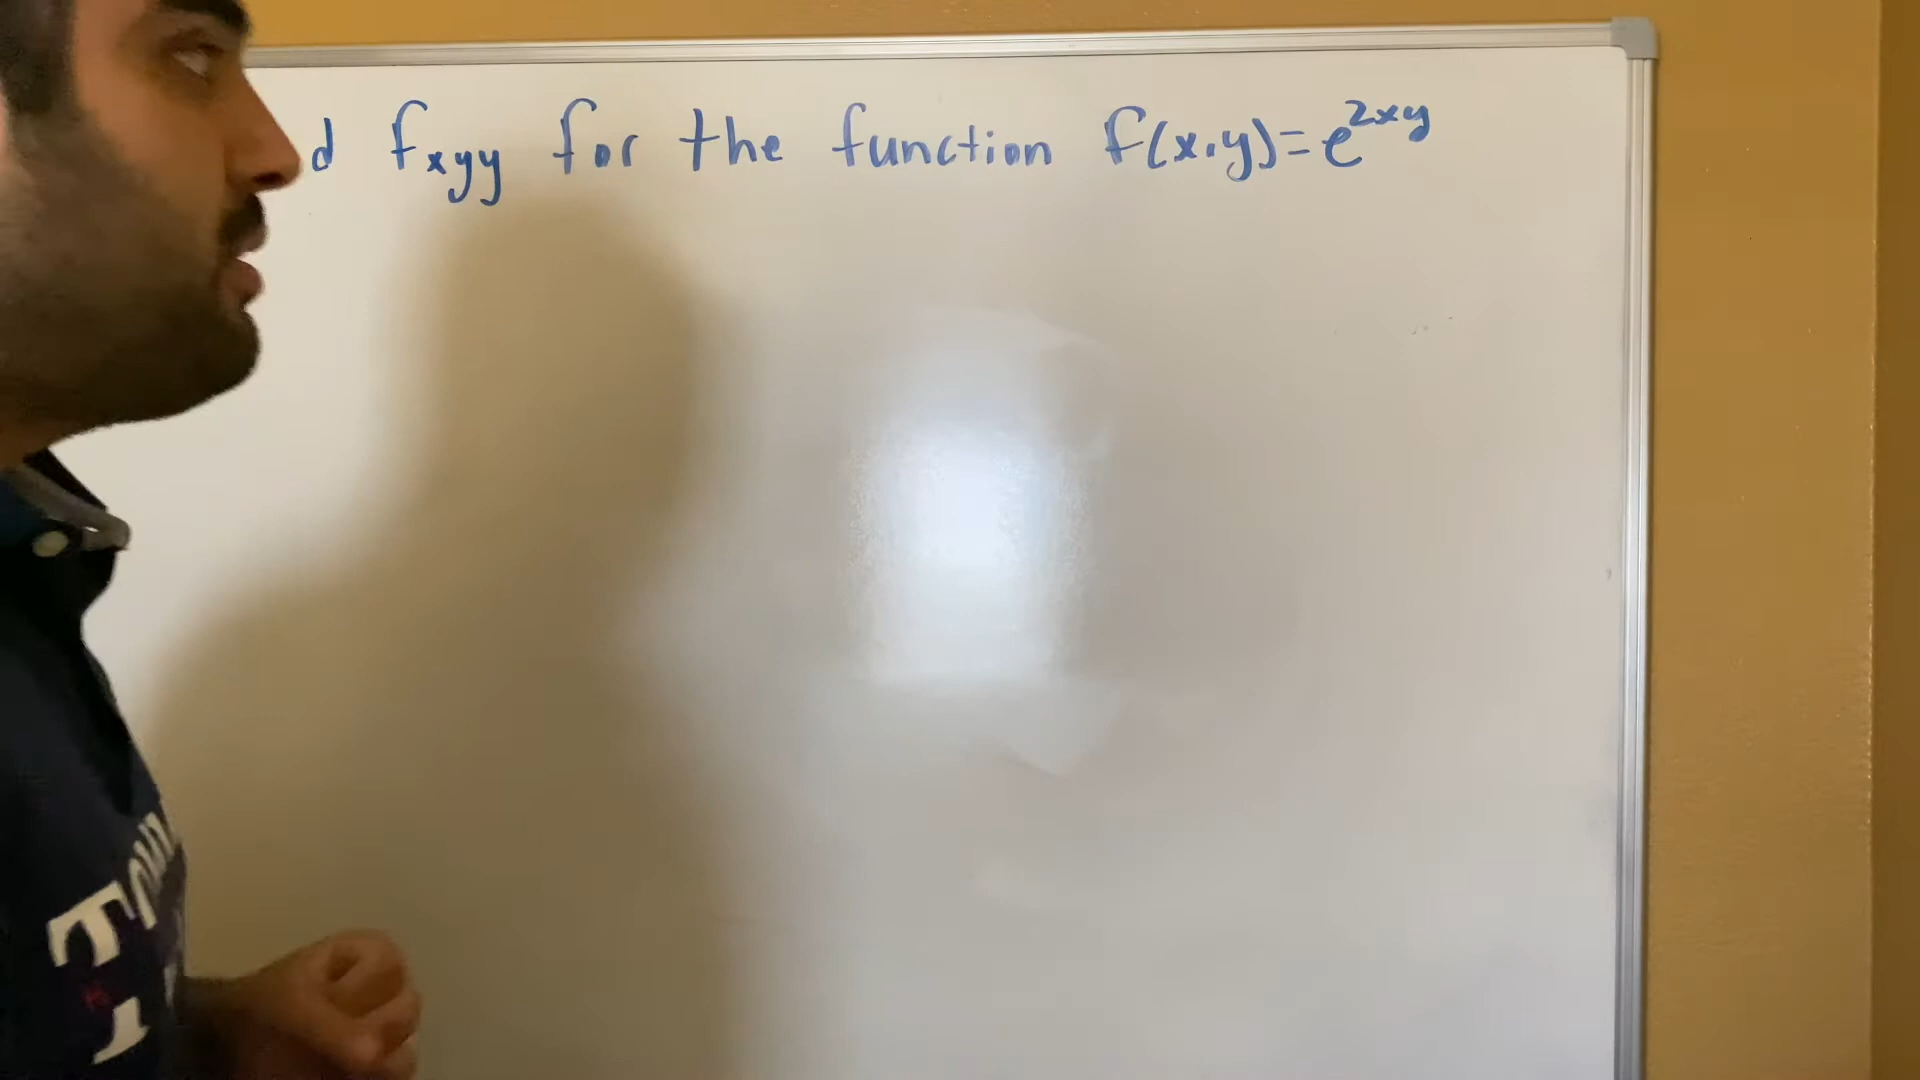 d fxyy for the function f(x,y)=e^2xy